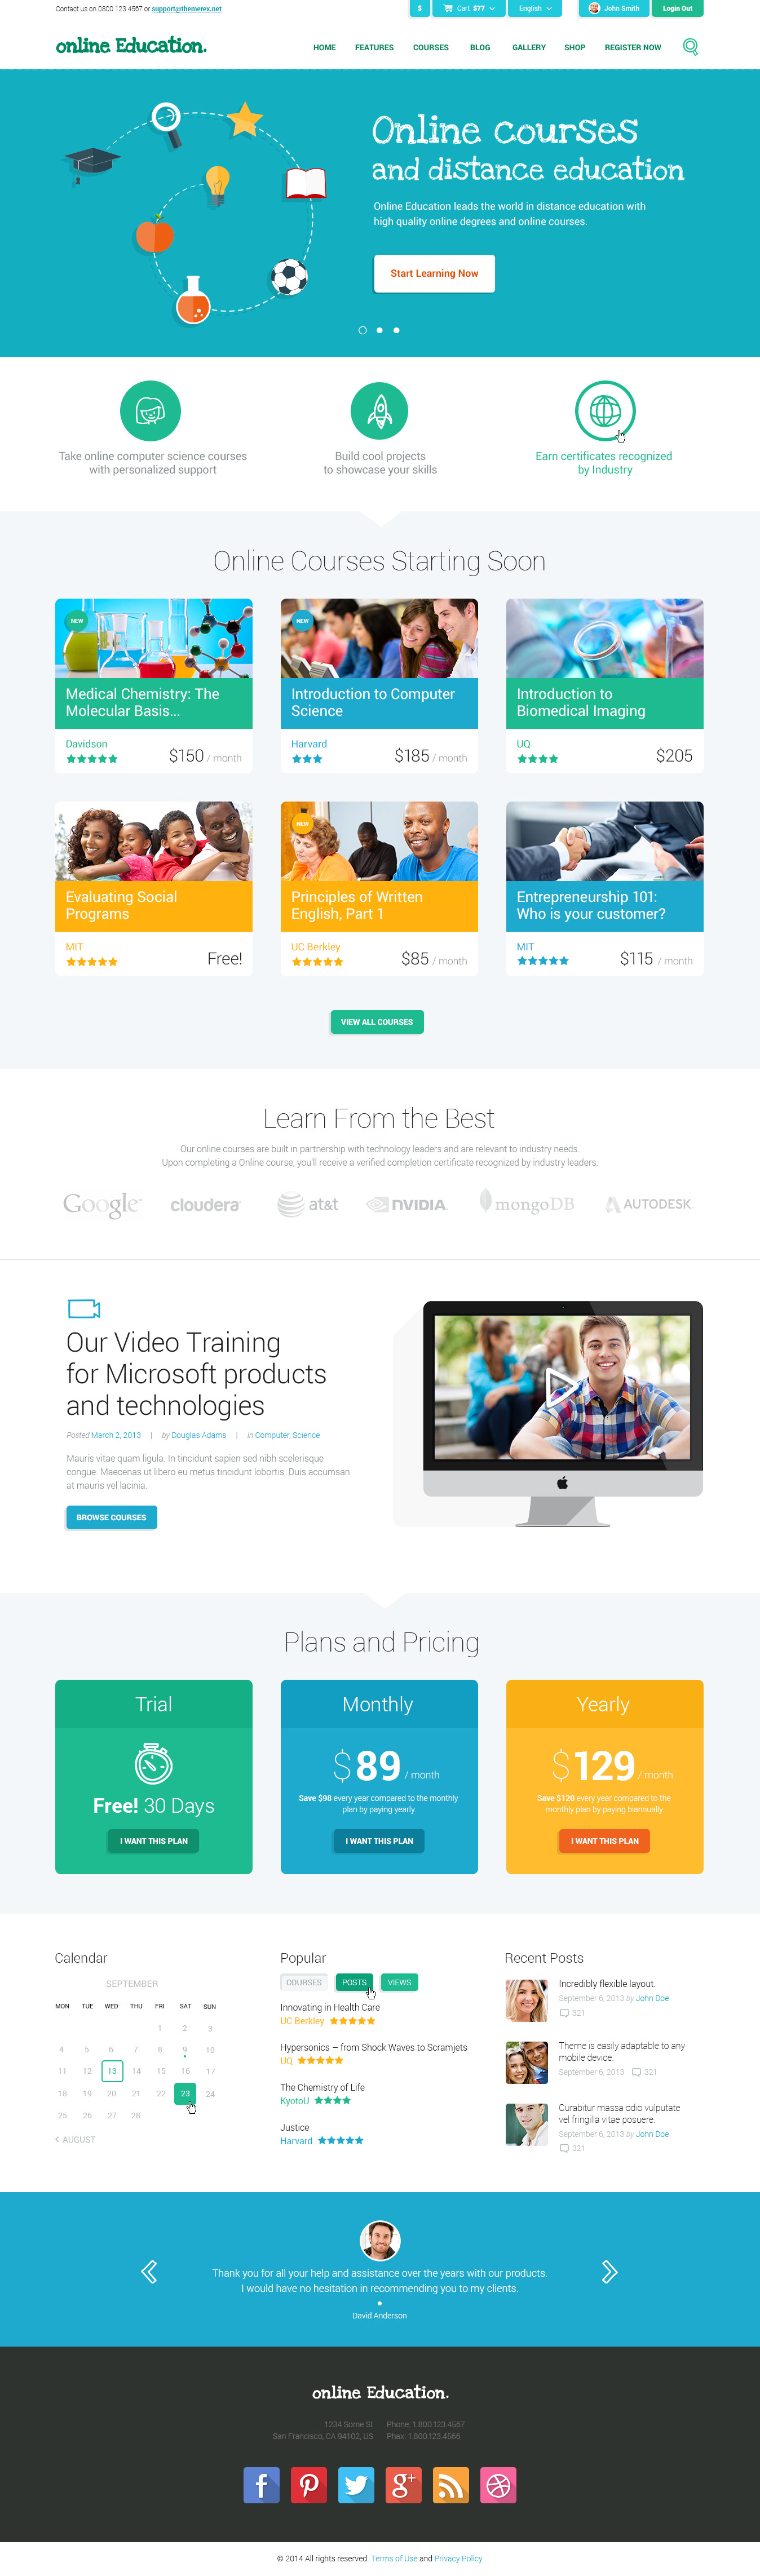 Contact us on 0800 123 4567 or support@themerex.net
$
Cart $77
English
John Smith
Login Out
online Education.
HOME FEATURES COURSES BLOG GALLERY SHOP REGISTER NOW
Online courses
and distance education
Online Education leads the world in distance education with
high quality online degrees and online courses.
Start Learning Now
Take online computer science courses
with personalized support
Build cool projects
to showcase your skills
Earn certificates recognized
by Industry
Online Courses Starting Soon
NEW
Medical Chemistry: The
Molecular Basis...
Davidson
$150 / month
NEW
Introduction to Computer
Science
Harvard
$185 / month
Introduction to
Biomedical Imaging
UQ
$205
Evaluating Social
Programs
MIT
Free!
NEW
Principles of Written
English, Part 1
UC Berkley
$85 / month
Entrepreneurship 101:
Who is your customer?
MIT
$115 / month
VIEW ALL COURSES
Learn From the Best
Our online courses are built in partnership with technology leaders and are relevant to industry needs.
Upon completing a Online course, you'll receive a verified completion certificate recognized by industry leaders.
Google
cloudera
at&t
NVIDIA.
mongoDB
AUTODESK
Our Video Training
for Microsoft products
and technologies
Posted March 2, 2013 | by Douglas Adams | in Computer, Science
Mauris vitae quam ligula. In tincidunt sapien sed nibh scelerisque
congue. Maecenas ut libero eu metus tincidunt lobortis. Duis accumsan
at mauris vel lacinia.
BROWSE COURSES
Plans and Pricing
Trial
Free! 30 Days
I WANT THIS PLAN
Monthly
$89 / month
Save $98 every year compared to the monthly
plan by paying yearly.
I WANT THIS PLAN
Yearly
$129 / month
Save $120 every year compared to the
monthly plan by paying biannually.
I WANT THIS PLAN
Calendar
SEPTEMBER
MON TUE WED THU FRI SAT SUN
1 2 3
4 5 6 7 8 9 10
11 12 13 14 15 16 17
18 19 20 21 22 23 24
25 26 27 28
< AUGUST
Popular
COURSES POSTS VIEWS
Innovating in Health Care
UC Berkley
Hypersonics – from Shock Waves to Scramjets
UQ
The Chemistry of Life
KyotoU
Justice
Harvard
Recent Posts
Incredibly flexible layout.
September 6, 2013 by John Doe
321
Theme is easily adaptable to any
mobile device.
September 6, 2013 321
Curabitur massa odio vulputate
vel fringilla vitae posuere.
September 6, 2013 by John Doe
321
Thank you for all your help and assistance over the years with our products.
I would have no hesitation in recommending you to my clients.
David Anderson
online Education.
1234 Some St Phone: 1.800.123.4567
San Francisco, CA 94102, US Phax: 1.800.123.4566
f
g+
© 2014 All rights reserved. Terms of Use and Privacy Policy